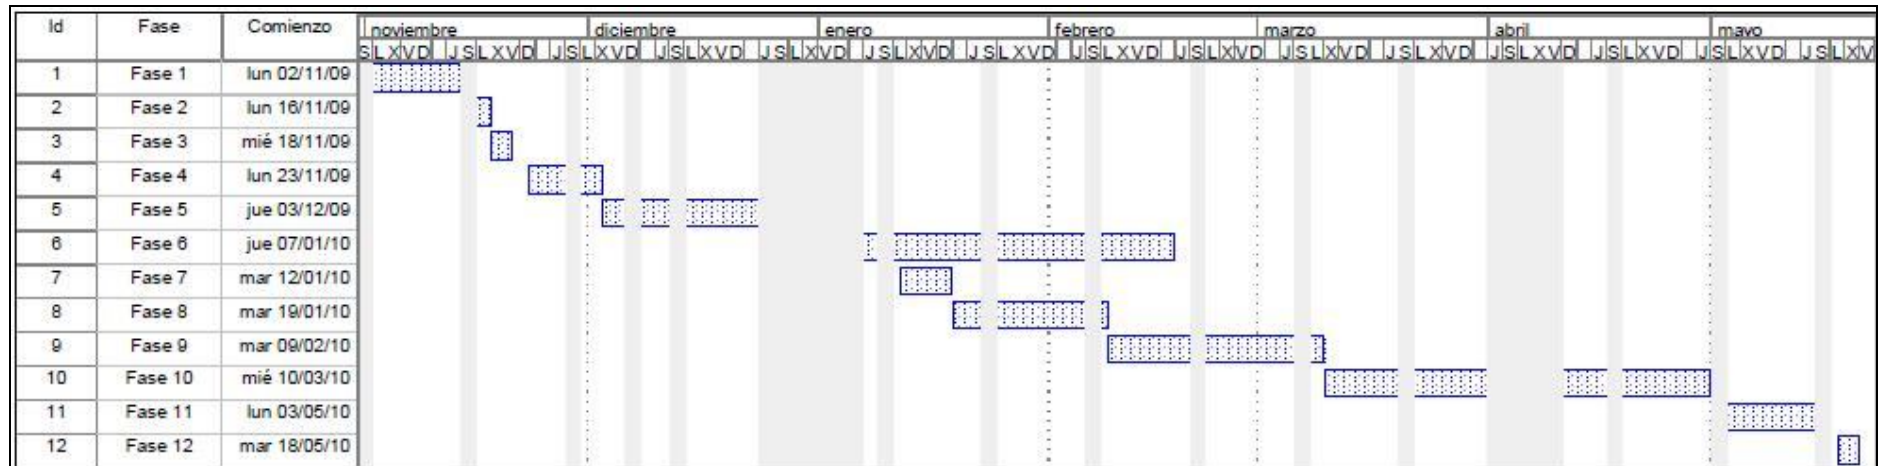 Id Fase Comienzo noviembre diciembre enero febrero marzo abril mayo
S L X V D J S L X V D J S L X V D J S L X V D J S L X V D J S L X V D J S L X V D J S L X V D J S L X V D J S L X V D J S L X V D J S L X V D J S L X V D J S L X V D J S L X V
1 Fase 1 lun 02/11/09
2 Fase 2 lun 16/11/09
3 Fase 3 mié 18/11/09
4 Fase 4 lun 23/11/09
5 Fase 5 jue 03/12/09
6 Fase 6 jue 07/01/10
7 Fase 7 mar 12/01/10
8 Fase 8 mar 19/01/10
9 Fase 9 mar 09/02/10
10 Fase 10 mié 10/03/10
11 Fase 11 lun 03/05/10
12 Fase 12 mar 18/05/10